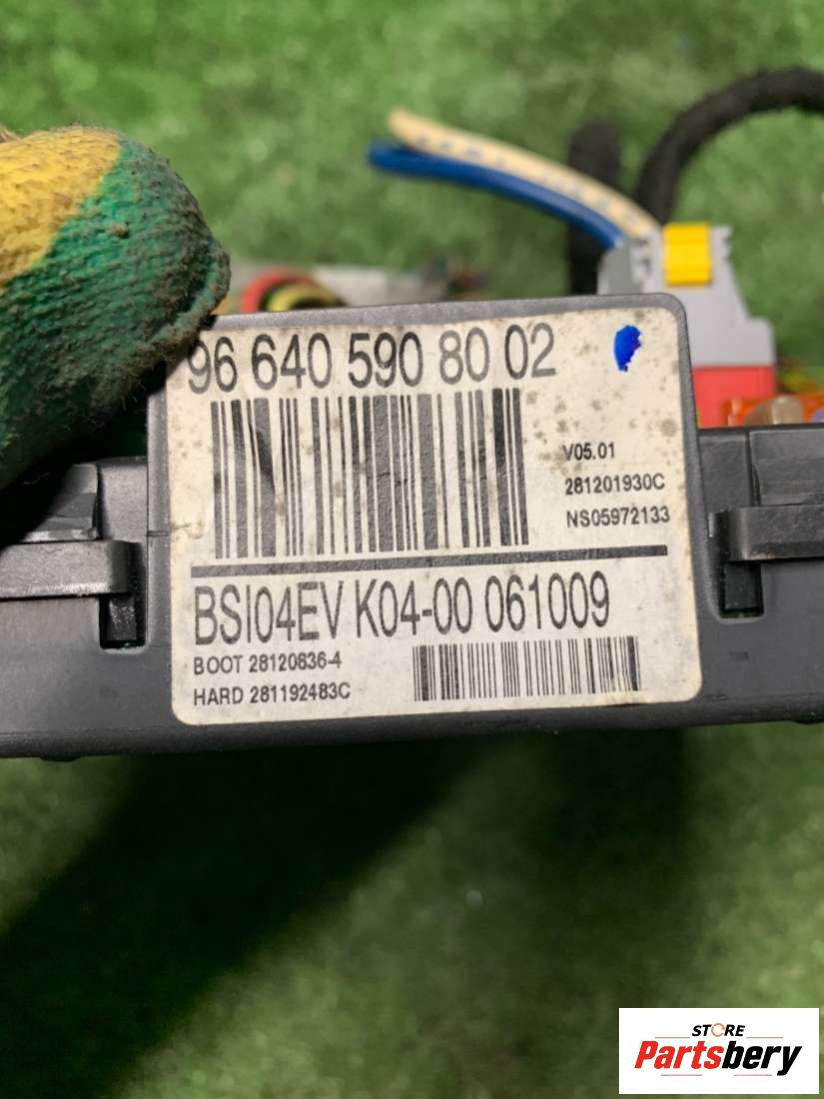 96 640 590 80 02
V05.01
281201930C
NS05972133
BSI04EV K04-00 061009
BOOT 28120836-4
HARD 281192483C
STORE
Partsbery